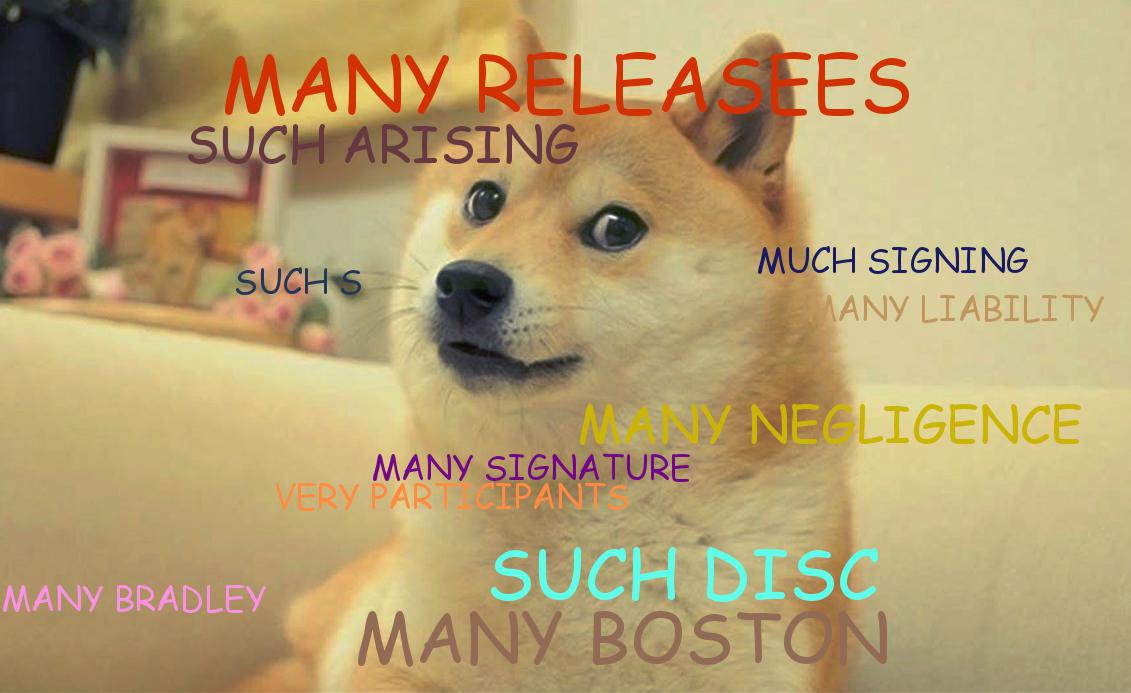 MANY RELEASEES
SUCH ARISING
MUCH SIGNING
SUCH S
MANY LIABILITY
MANY NEGLIGENCE
MANY SIGNATURE
VERY PARTICIPANTS
SUCH DISC
MANY BRADLEY
MANY BOSTON